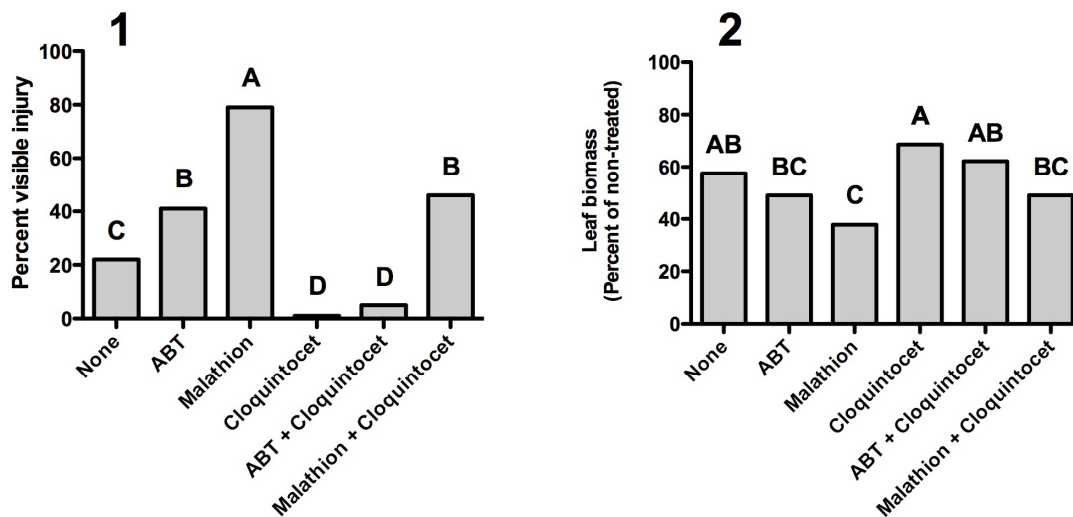 1
Percent visible injury
100
80
60
40
20
0
C
B
A
D
D
B
None
ABT
Malathion
Cloquintocet
ABT + Cloquintocet
Malathion + Cloquintocet
2
Leaf biomass
(Percent of non-treated)
100
80
60
40
20
0
AB
BC
C
A
AB
BC
None
ABT
Malathion
Cloquintocet
ABT + Cloquintocet
Malathion + Cloquintocet